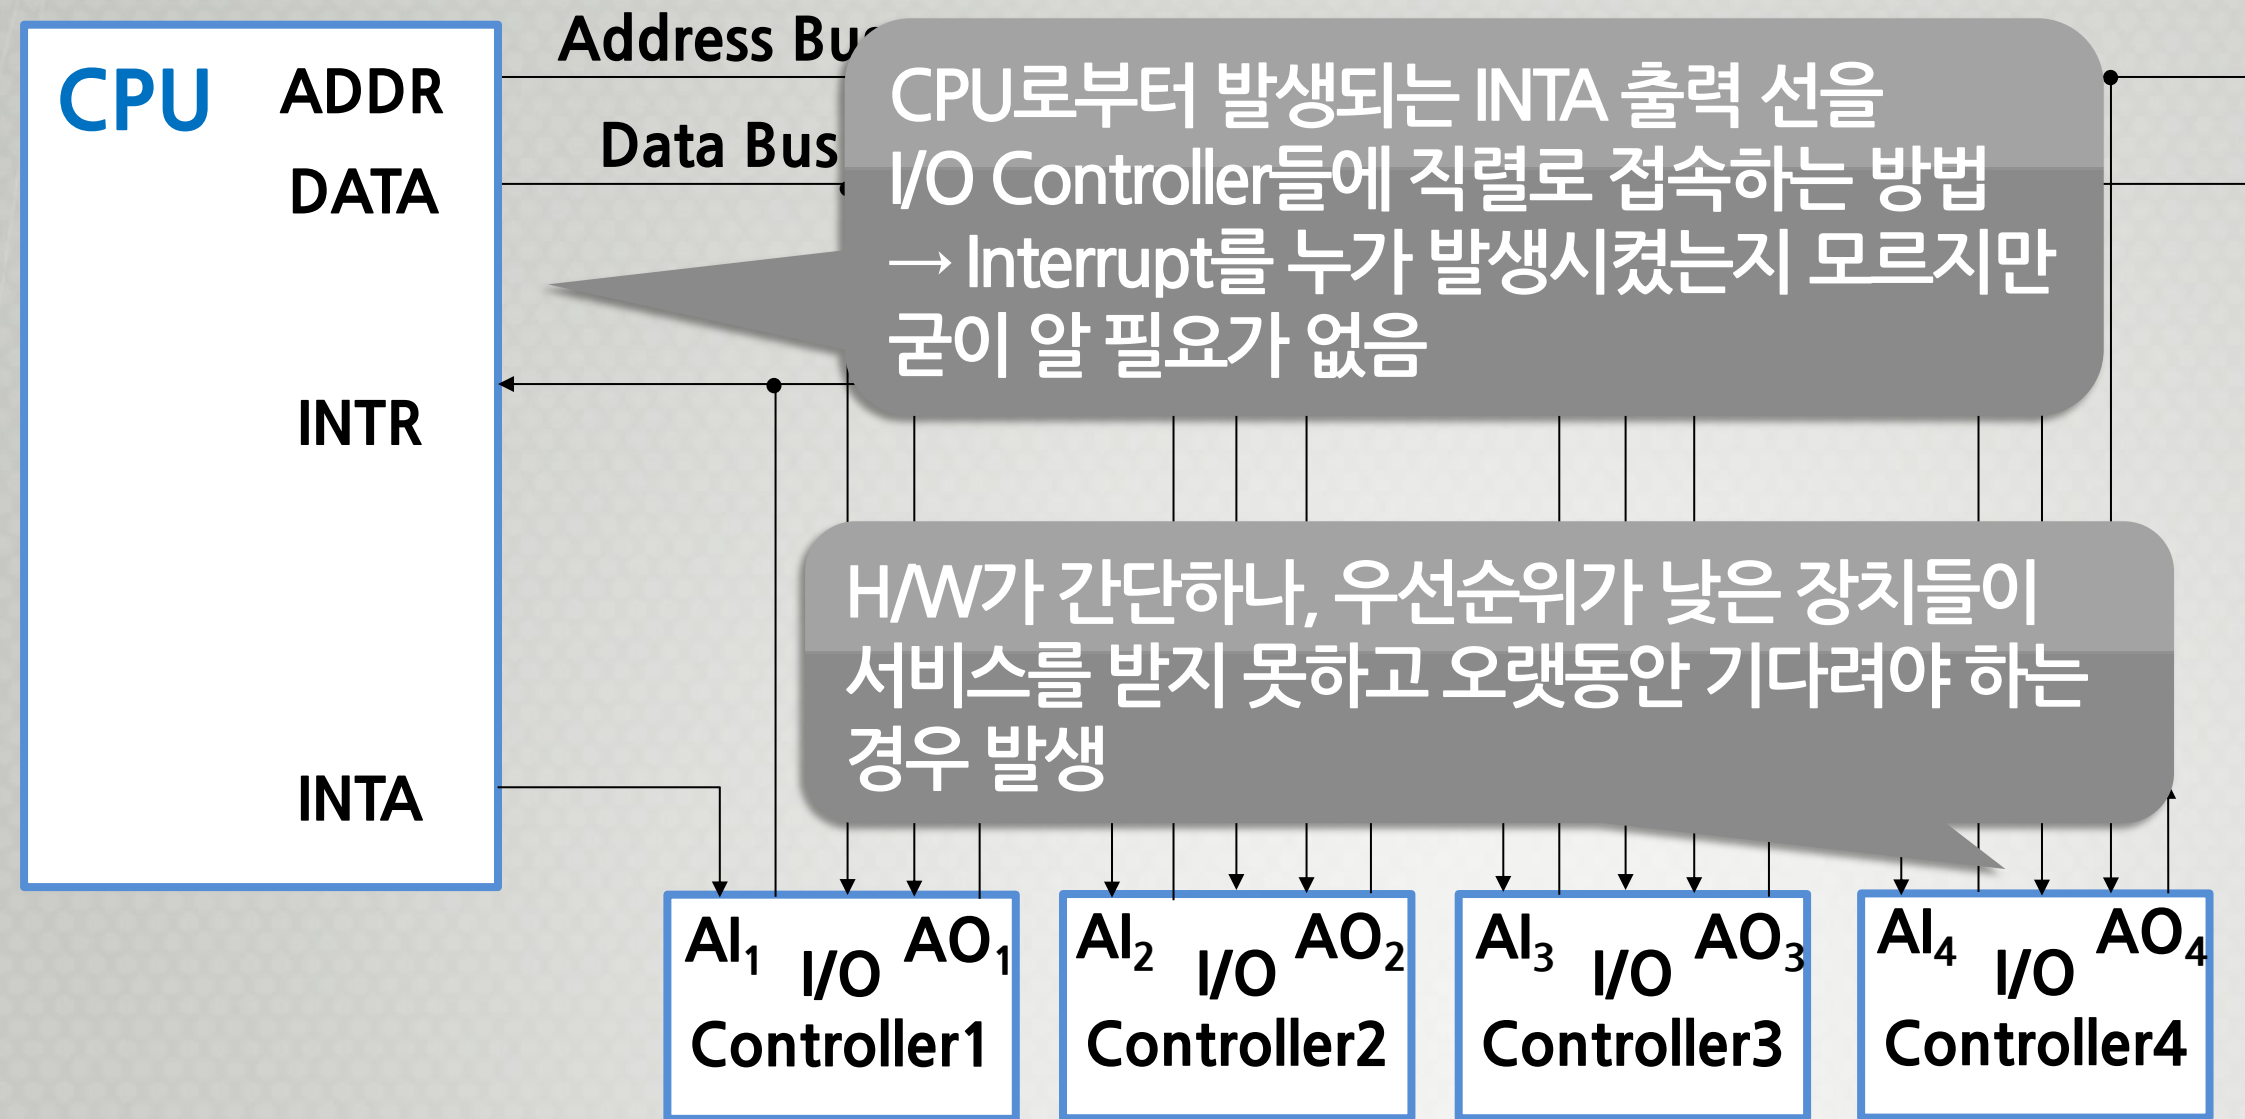 CPU
ADDR
DATA
INTR
INTA
Address Bu
Data Bus
CPU로부터 발생되는 INTA 출력 선을
I/O Controller들에 직렬로 접속하는 방법
→ Interrupt를 누가 발생시켰는지 모르지만
굳이 알 필요가 없음
H/W가 간단하나, 우선순위가 낮은 장치들이
서비스를 받지 못하고 오랫동안 기다려야 하는
경우 발생
AI₁ I/O AO₁
Controller1
AI₂ I/O AO₂
Controller2
AI₃ I/O AO₃
Controller3
AI₄ I/O AO₄
Controller4